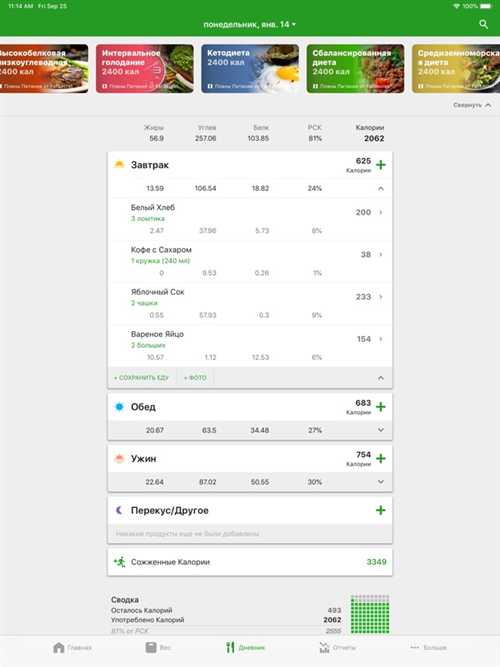 11:14 AM Fri Sep 25
100%
понедельник, янв. 14
Высокобелковая
низкоуглеводная
2400 кал
Планы Питания от FatSecret
Интервальное
голодание
2400 кал
Планы Питания от FatSecret
Кетодиета
2400 кал
Планы Питания от FatSecret
Сбалансированная
диета
2400 кал
Планы Питания от FatSecret
Средиземноморска
я диета
2400 кал
Планы Питания от FatSecret
Свернуть
Жиры Углев Белк РСК Калории
56.9 257.06 103.85 81% 2062
Завтрак 625
Калории
13.59 106.54 18.82 24%
Белый Хлеб 200
3 ломтика
2.47 37.96 5.73 8%
Кофе с Сахаром 38
1 кружка (240 мл)
0 9.53 0.26 1%
Яблочный Сок 233
2 чашки
0.55 57.93 0.3 9%
Вареное Яйцо 154
2 больших
10.57 1.12 12.53 6%
+ СОХРАНИТЬ ЕДУ + ФОТО
Обед 683
Калории
20.67 63.5 34.48 27%
Ужин 754
Калории
22.64 87.02 50.55 30%
Перекус/Другое
Никакие продукты еще не были добавлены
Сожженные Калории 3349
Сводка
Осталось Калорий 493
Употреблено Калорий 2062
81% от РСК 2555
Главная Вес Дневник Отчеты Больше